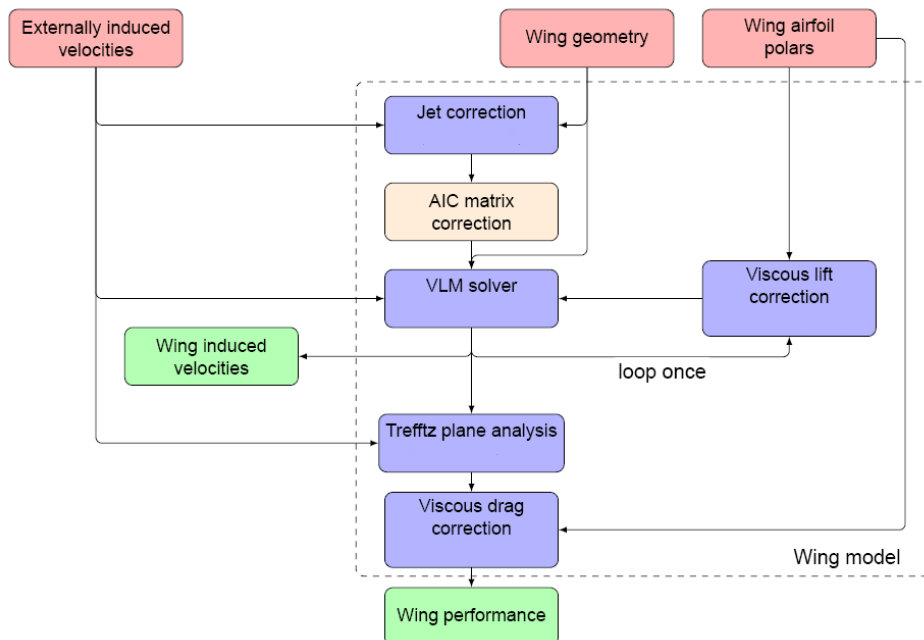 Externally induced
velocities
Wing geometry
Wing airfoil
polars
Jet correction
AIC matrix
correction
VLM solver
Viscous lift
correction
Wing induced
velocities
loop once
Trefftz plane analysis
Viscous drag
correction
Wing model
Wing performance